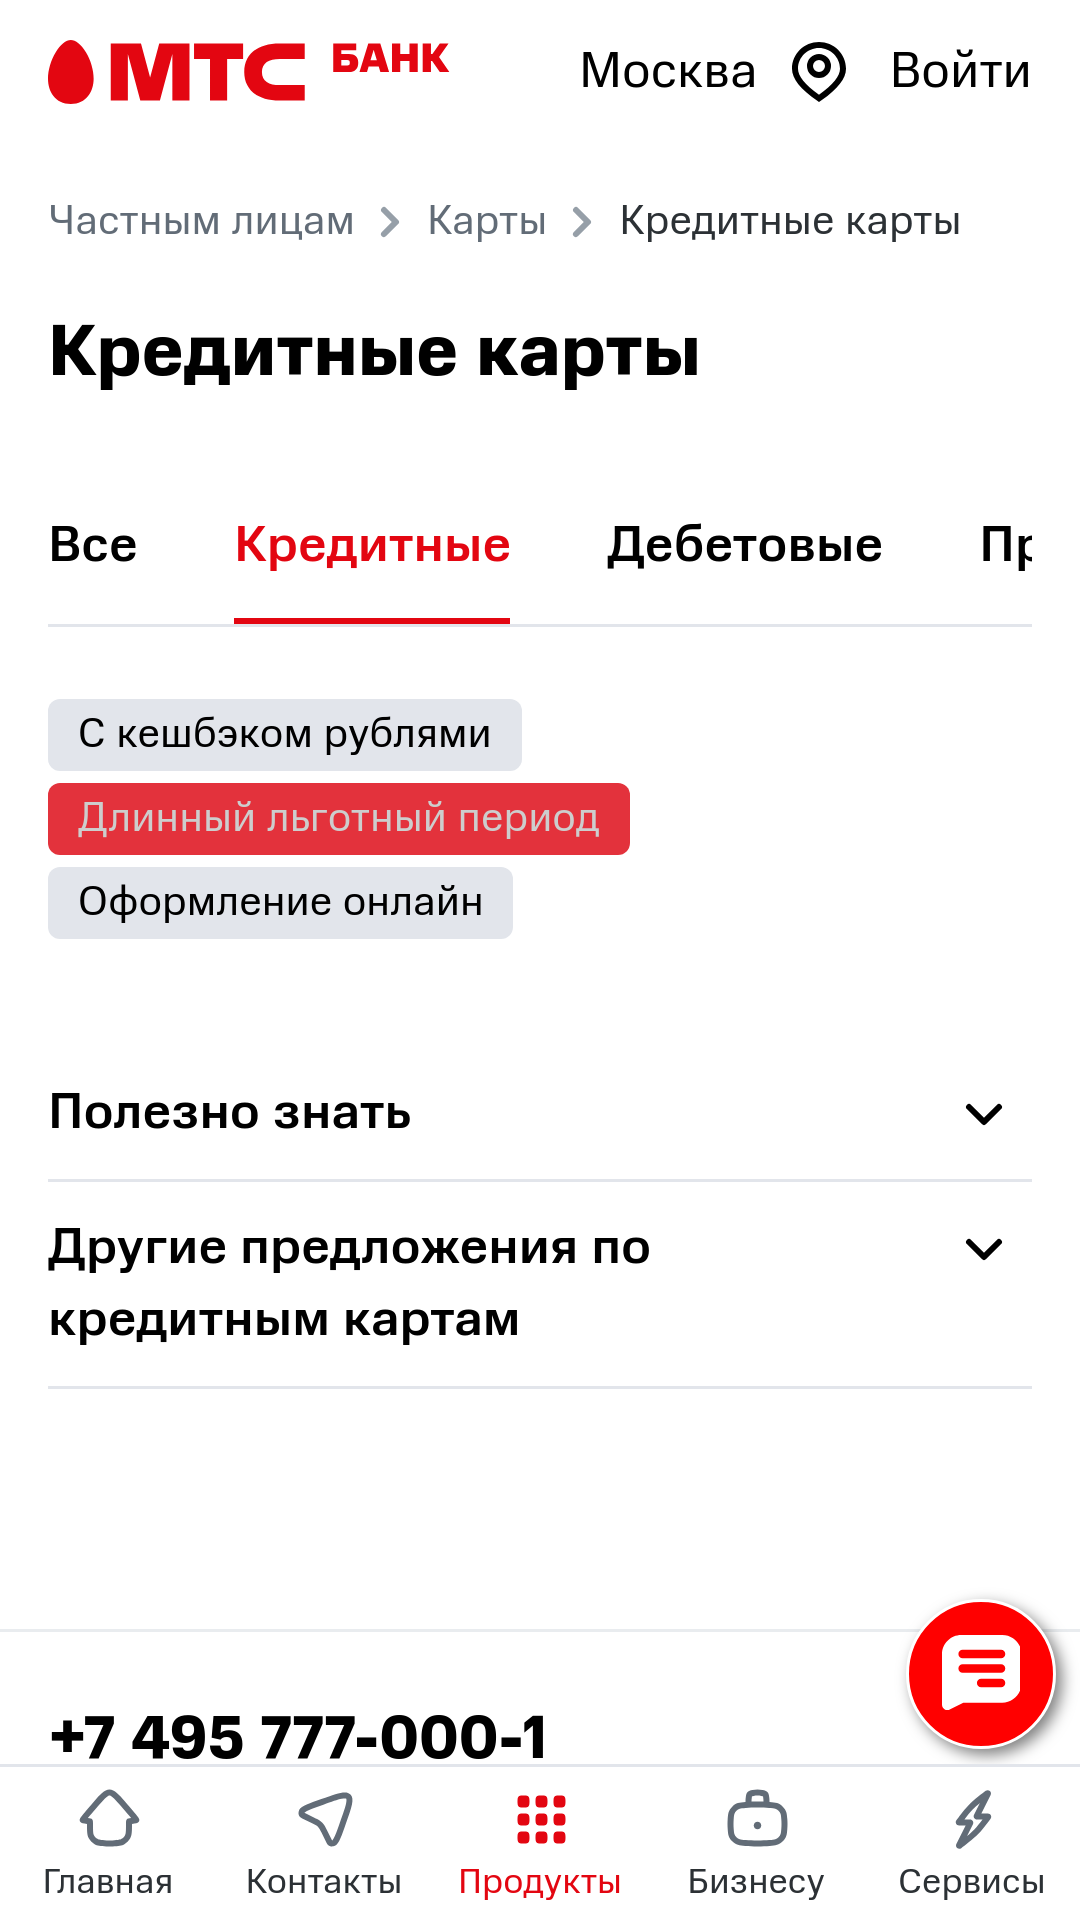 МТС БАНК Москва Войти
Частным лицам Карты Кредитные карты
Кредитные карты
Все Кредитные Дебетовые Пр
С кешбэком рублями
Длинный льготный период
Оформление онлайн
Полезно знать
Другие предложения по
кредитным картам
+7 495 777-000-1
Главная Контакты Продукты Бизнесу Сервисы